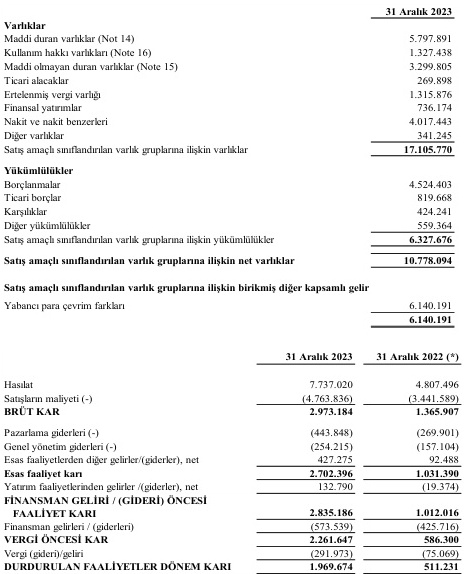 31 Aralık 2023
Varlıklar
Maddi duran varlıklar (Not 14) 5.797.891
Kullanım hakkı varlıkları (Note 16) 1.327.438
Maddi olmayan duran varlıklar (Note 15) 3.299.805
Ticari alacaklar 269.898
Ertelenmiş vergi varlığı 1.315.876
Finansal yatırımlar 736.174
Nakit ve nakit benzerleri 4.017.443
Diğer varlıklar 341.245
Satış amaçlı sınıflandırılan varlık gruplarına ilişkin varlıklar 17.105.770
Yükümlülükler
Borçlanmalar 4.524.403
Ticari borçlar 819.668
Karşılıklar 424.241
Diğer yükümlülükler 559.364
Satış amaçlı sınıflandırılan varlık gruplarına ilişkin yükümlülükler 6.327.676
Satış amaçlı sınıflandırılan varlık gruplarına ilişkin net varlıklar 10.778.094
Satış amaçlı sınıflandırılan varlık gruplarına ilişkin birikmiş diğer kapsamlı gelir
Yabancı para çevrim farkları 6.140.191
6.140.191
31 Aralık 2023 31 Aralık 2022 (*)
Hasılat 7.737.020 4.807.496
Satışların maliyeti (-) (4.763.836) (3.441.589)
BRÜT KAR 2.973.184 1.365.907
Pazarlama giderleri (-) (443.848) (269.901)
Genel yönetim giderleri (-) (254.215) (157.104)
Esas faaliyetlerden diğer gelirler/(giderler), net 427.275 92.488
Esas faaliyet karı 2.702.396 1.031.390
Yatırım faaliyetlerinden gelirler /(giderler), net 132.790 (19.374)
FİNANSMAN GELİRİ / (GİDERİ) ÖNCESİ
FAALİYET KARI 2.835.186 1.012.016
Finansman gelirleri / (giderleri) (573.539) (425.716)
VERGİ ÖNCESİ KAR 2.261.647 586.300
Vergi (gideri)/geliri (291.973) (75.069)
DURDURULAN FAALİYETLER DÖNEM KARI 1.969.674 511.231